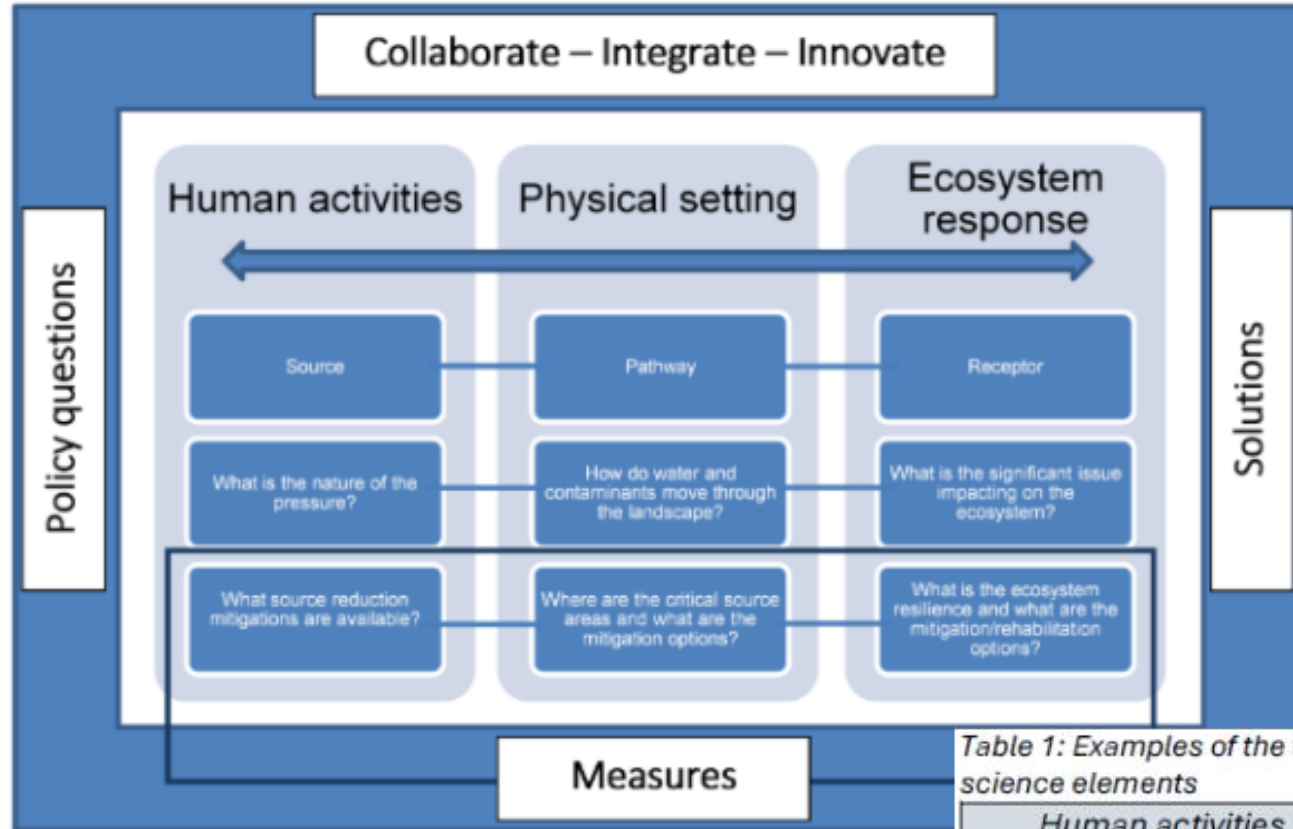 Collaborate – Integrate – Innovate
Policy questions
Human activities
Physical setting
Ecosystem
response
Source
Pathway
Receptor
What is the nature of the
pressure?
How do water and
contaminants move through
the landscape?
What is the significant issue
impacting on the
ecosystem?
What source reduction
mitigations are available?
Where are the critical source
areas and what are the
mitigation options?
What is the ecosystem
resilience and what are the
mitigation/rehabilitation
options?
Solutions
Measures
Table 1: Examples of the
science elements
Human activities